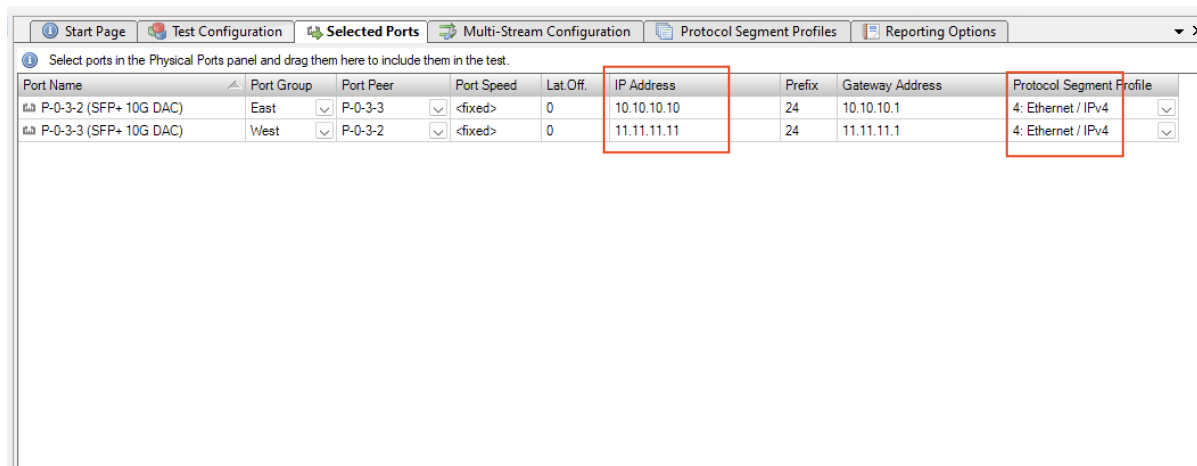 Start Page Test Configuration Selected Ports Multi-Stream Configuration Protocol Segment Profiles Reporting Options
Select ports in the Physical Ports panel and drag them here to include them in the test.
Port Name Port Group Port Peer Port Speed Lat.Off. IP Address Prefix Gateway Address Protocol Segment Profile
P-0-3-2 (SFP+ 10G DAC) East P-0-3-3 <fixed> 0 10.10.10.10 24 10.10.10.1 4: Ethernet / IPv4
P-0-3-3 (SFP+ 10G DAC) West P-0-3-2 <fixed> 0 11.11.11.11 24 11.11.11.1 4: Ethernet / IPv4